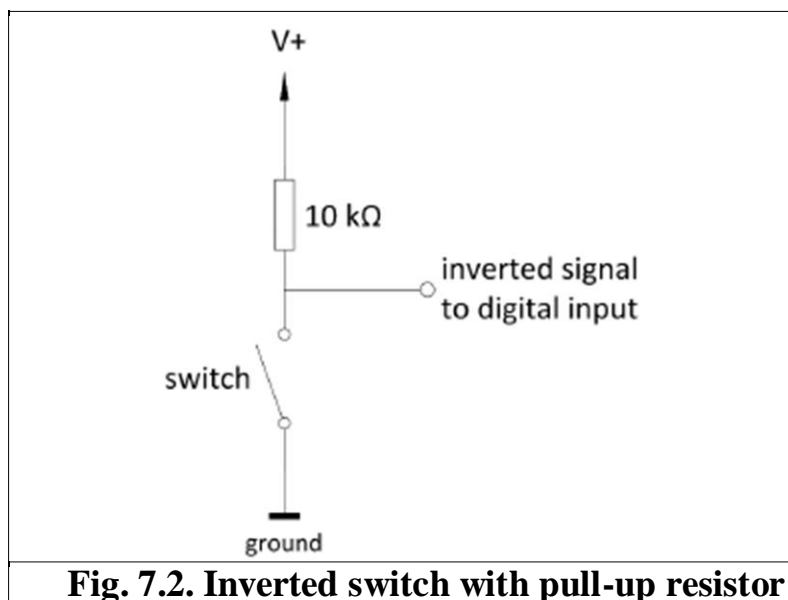 V+
10 kΩ
inverted signal
to digital input
switch
ground
Fig. 7.2. Inverted switch with pull-up resistor